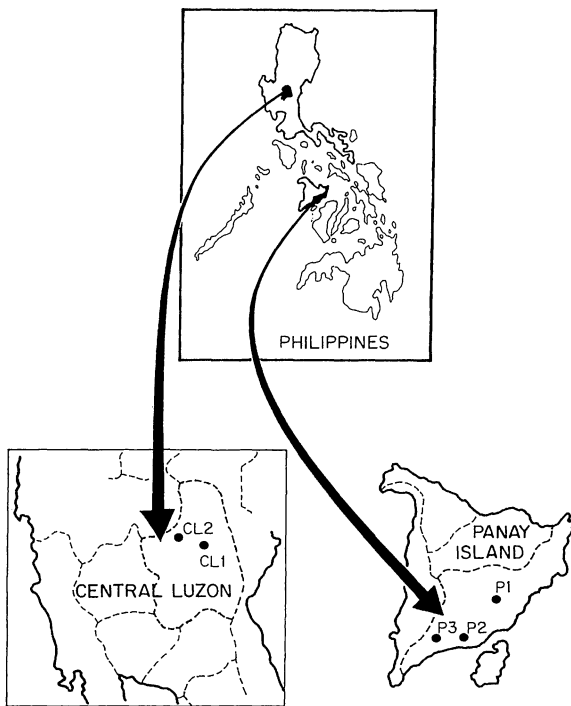 PHILIPPINES
CL2
CL1
CENTRAL LUZON
PANAY
ISLAND
P1
P3
P2